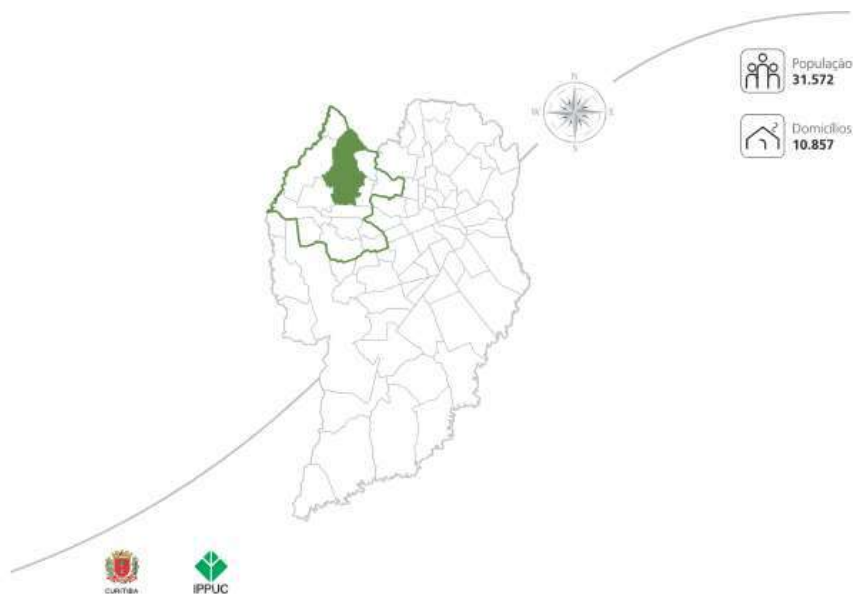 População
31.572
N
W
E
S
Domicílios
10.857
CURITIBA
IPPUC